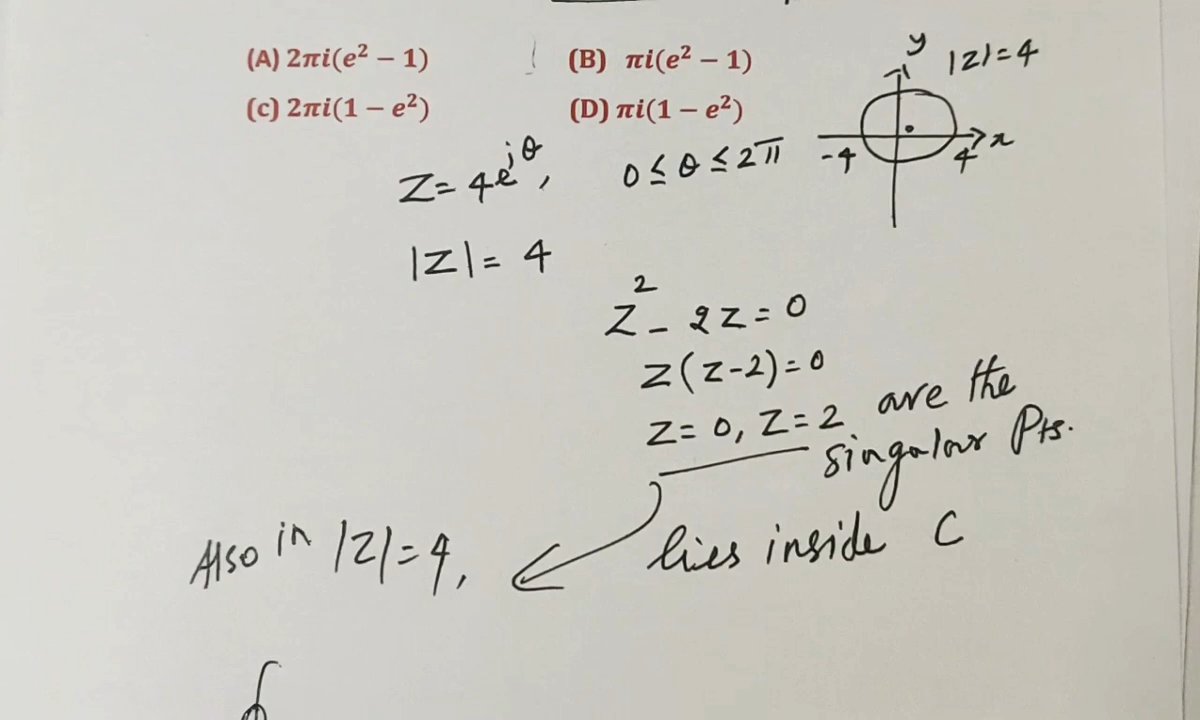 (A) 2πi(e² – 1) (B) πi(e² – 1)
(c) 2πi(1 – e²) (D) πi(1 – e²)
y |z|=4
-4 4 x
Z= 4e^{jθ}, 0 ≤ θ ≤ 2π
|Z| = 4
Z² - 2Z = 0
Z(Z-2)=0
Z= 0, Z= 2 are the
singular Pts.
lies inside C
Also in |Z|=4,
∮